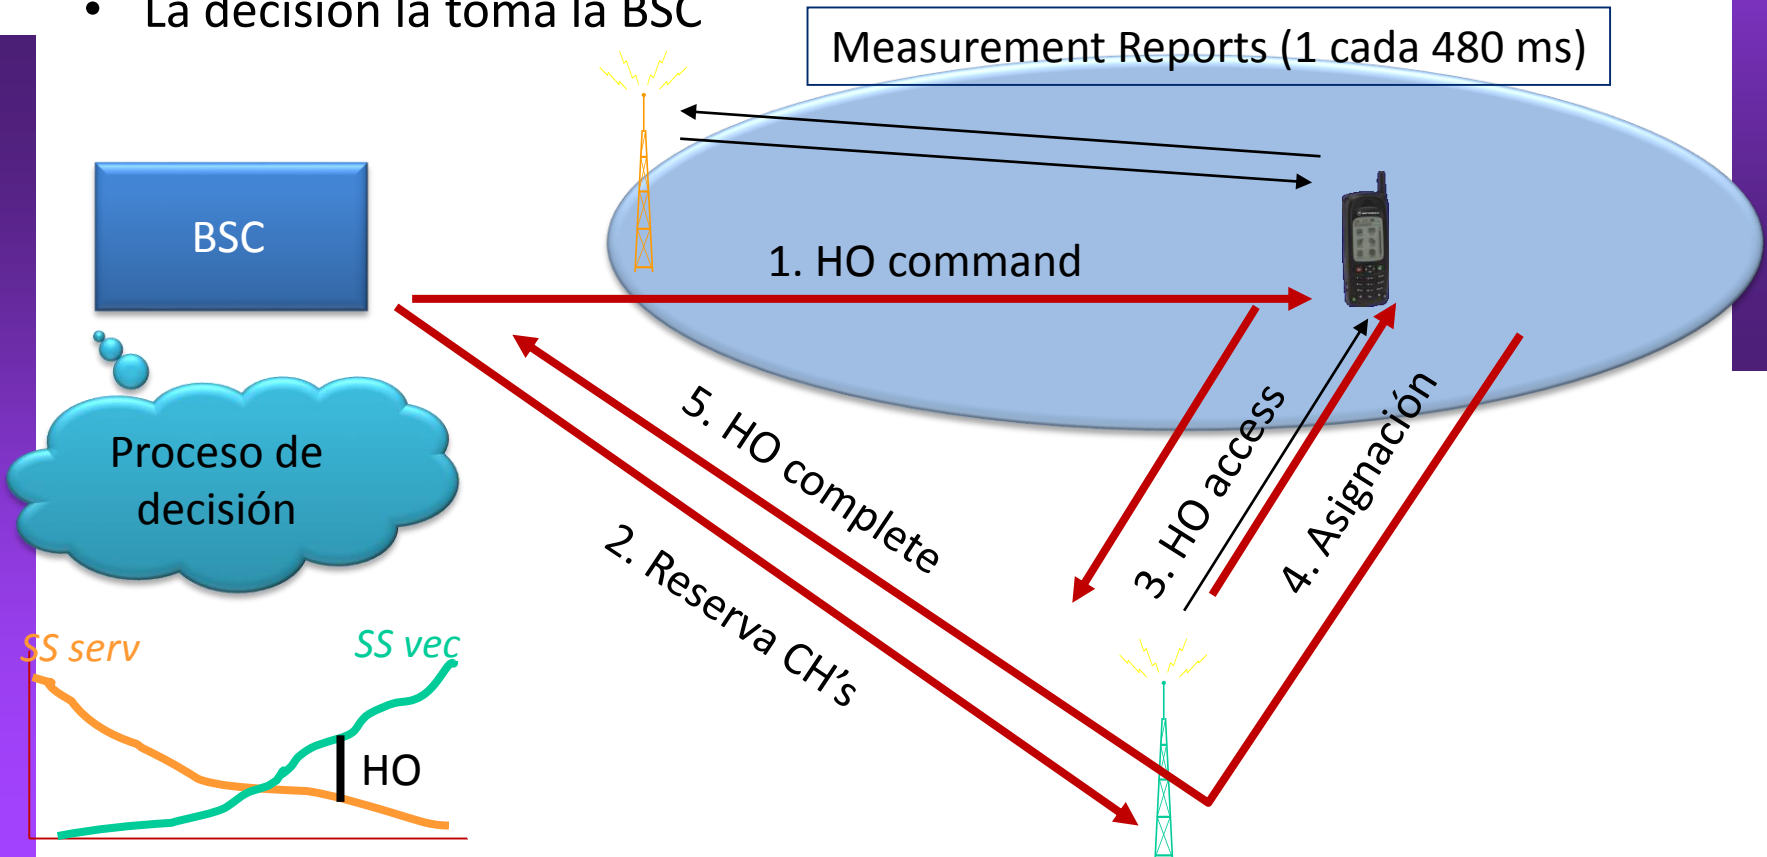 • La decisión la toma la BSC
Measurement Reports (1 cada 480 ms)
BSC
1. HO command
Proceso de
decisión
5. HO complete
2. Reserva CH's
3. HO access
4. Asignación
SS serv
SS vec
HO